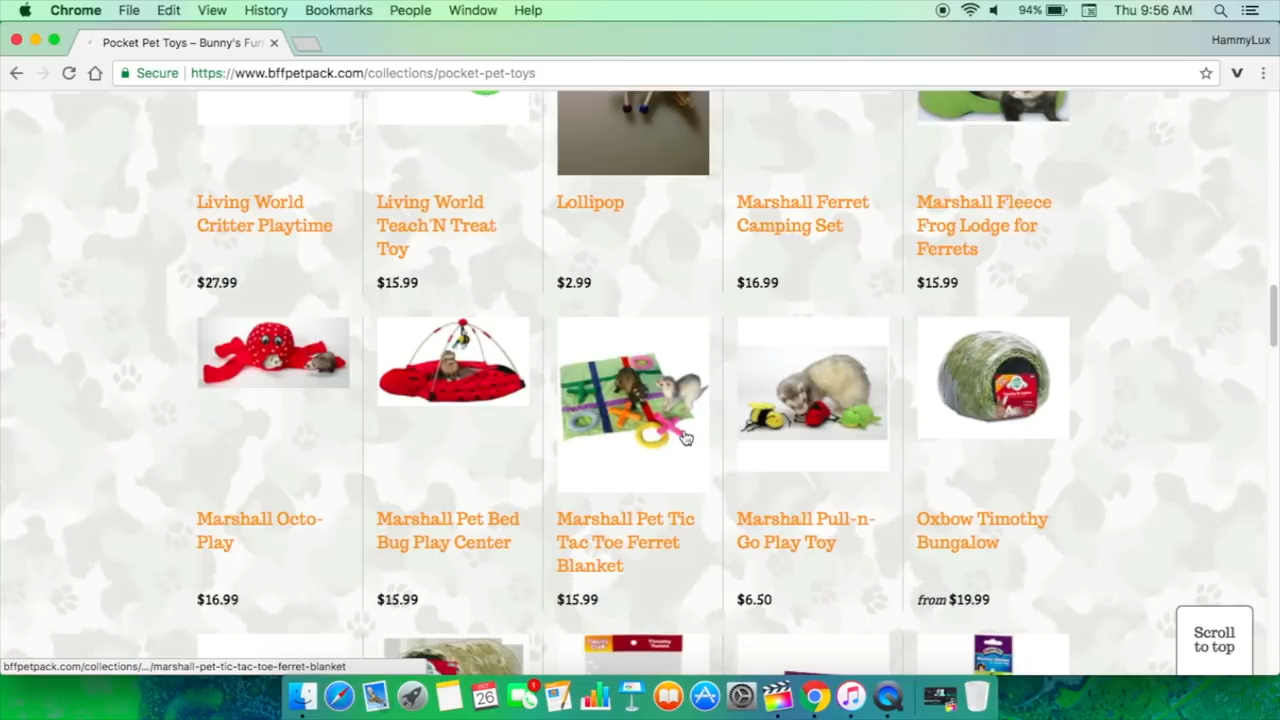 Chrome File Edit View History Bookmarks People Window Help 94% Thu 9:56 AM
Pocket Pet Toys – Bunny's Fur HammyLux
Secure https://www.bffpetpack.com/collections/pocket-pet-toys
Living World
Critter Playtime
$27.99
Living World
Teach'N Treat
Toy
$15.99
Lollipop
$2.99
Marshall Ferret
Camping Set
$16.99
Marshall Fleece
Frog Lodge for
Ferrets
$15.99
Marshall Octo-
Play
$16.99
Marshall Pet Bed
Bug Play Center
$15.99
Marshall Pet Tic
Tac Toe Ferret
Blanket
$15.99
Marshall Pull-n-
Go Play Toy
$6.50
Oxbow Timothy
Bungalow
from $19.99
Scroll
to top
bffpetpack.com/collections/.../marshall-pet-tic-tac-toe-ferret-blanket
OCT
26
1